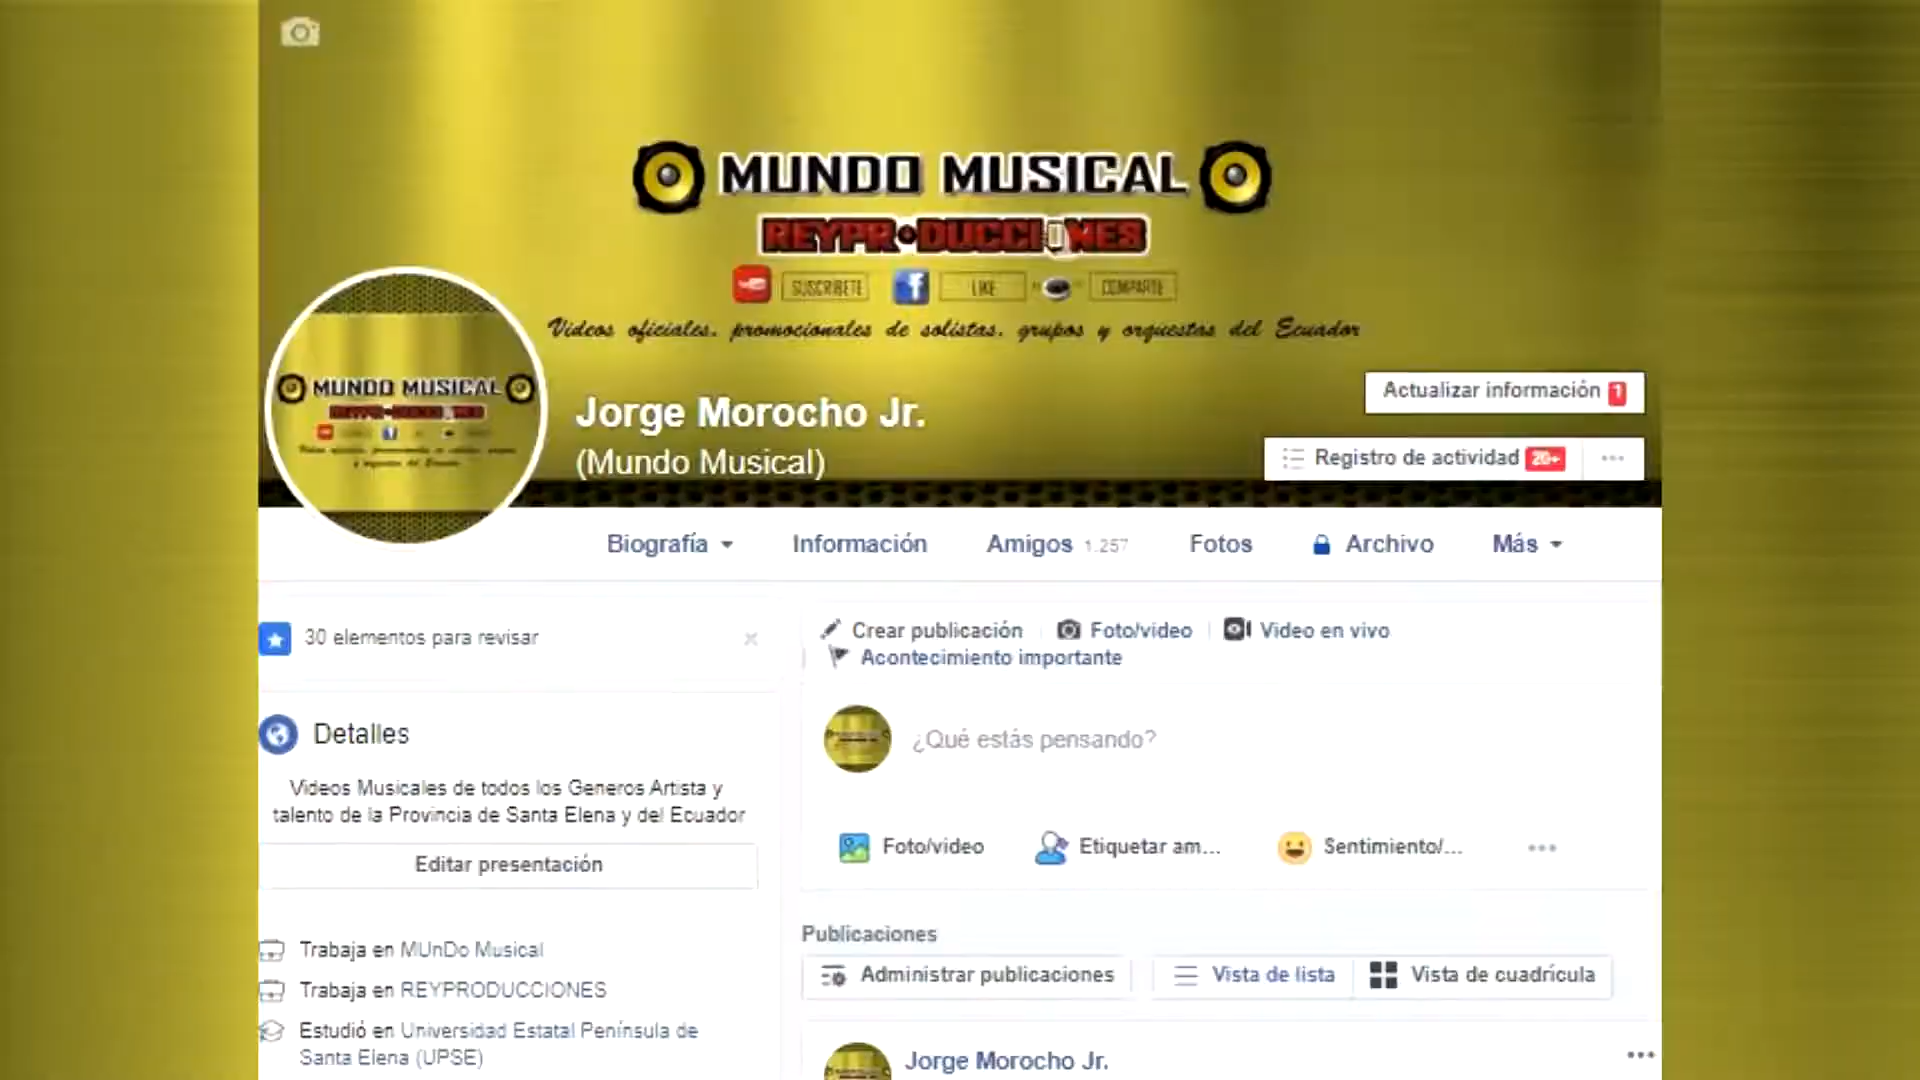 MUNDO MUSICAL
REYPRODUCCIONES
SUSCRIBETE
LIKE
COMPARTE
Videos oficiales, promocionales de solistas, grupos y orquestas del Ecuador
MUNDO MUSICAL
REYPRODUCCIONES
Jorge Morocho Jr.
(Mundo Musical)
Actualizar información 1
Registro de actividad 20+
Biografía
Información
Amigos 1.257
Fotos
Archivo
Más
30 elementos para revisar
Detalles
Videos Musicales de todos los Generos Artista y
talento de la Provincia de Santa Elena y del Ecuador
Editar presentación
Trabaja en MUnDo Musical
Trabaja en REYPRODUCCIONES
Estudió en Universidad Estatal Península de
Santa Elena (UPSE)
Crear publicación
Foto/video
Video en vivo
Acontecimiento importante
¿Qué estás pensando?
Foto/video
Etiquetar am...
Sentimiento/...
Publicaciones
Administrar publicaciones
Vista de lista
Vista de cuadrícula
Jorge Morocho Jr.